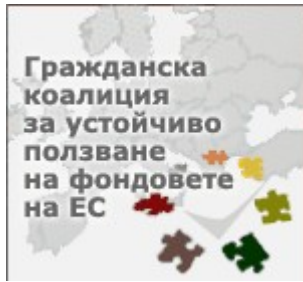 Гражданска
коалиция
за устойчиво
ползване
на фондовете
на ЕС